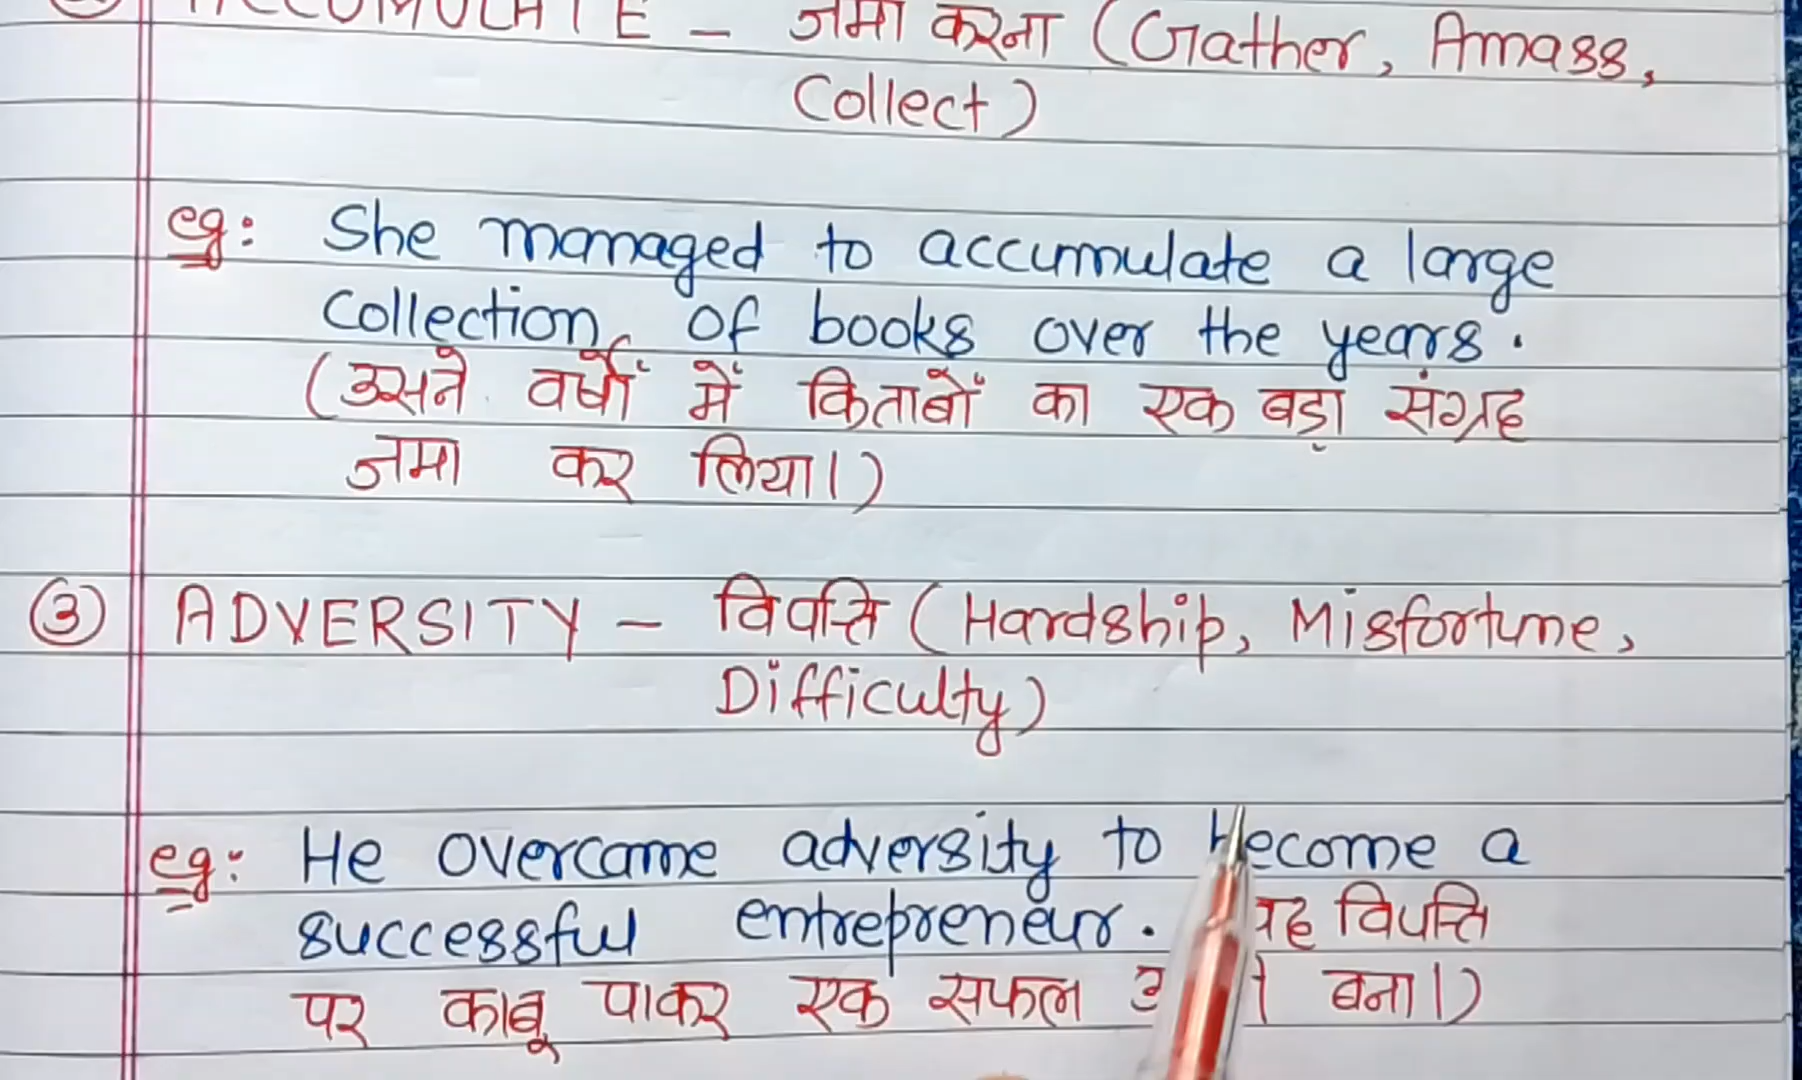 ACCUMULATE - जमा करना (Gather, Amass,
Collect)
eg: She managed to accumulate a large
collection of books over the years.
(उसने वर्षों में किताबों का एक बड़ा संग्रह
जमा कर लिया।)
③ ADVERSITY - विपत्ति (Hardship, Misfortune,
Difficulty)
eg: He overcame adversity to become a
successful entrepreneur. विपत्ति
पर काबू पाकर एक सफल बना।)